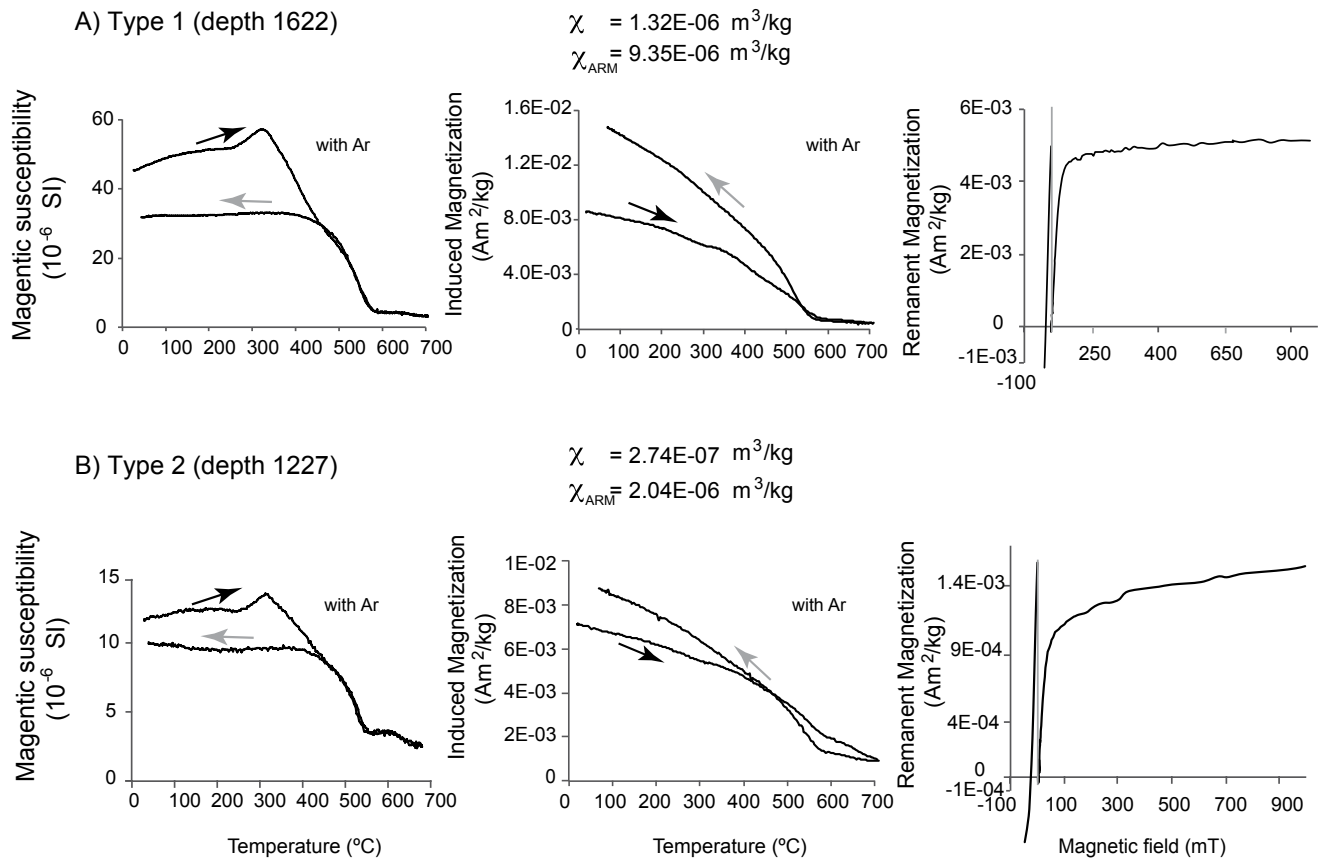 A) Type 1 (depth 1622)
χ = 1.32E-06 m³/kg
χARM = 9.35E-06 m³/kg
Magentic susceptibility
(10⁻⁶ SI)
60
40
20
0
with Ar
0 100 200 300 400 500 600 700
Induced Magnetization
(Am²/kg)
1.6E-02
1.2E-02
8.0E-03
4.0E-03
0
with Ar
0 100 200 300 400 500 600 700
Remanent Magnetization
(Am²/kg)
6E-03
4E-03
2E-03
0
-1E-03
-100
250 400 650 900
B) Type 2 (depth 1227)
χ = 2.74E-07 m³/kg
χARM = 2.04E-06 m³/kg
Magentic susceptibility
(10⁻⁶ SI)
15
10
5
0
with Ar
0 100 200 300 400 500 600 700
Temperature (ºC)
Induced Magnetization
(Am²/kg)
1E-02
8E-03
6E-03
4E-03
2E-03
0
with Ar
0 100 200 300 400 500 600 700
Temperature (ºC)
Remanent Magnetization
(Am²/kg)
1.4E-03
9E-04
4E-04
0
-1E-04
-100 100 300 500 700 900
Magnetic field (mT)